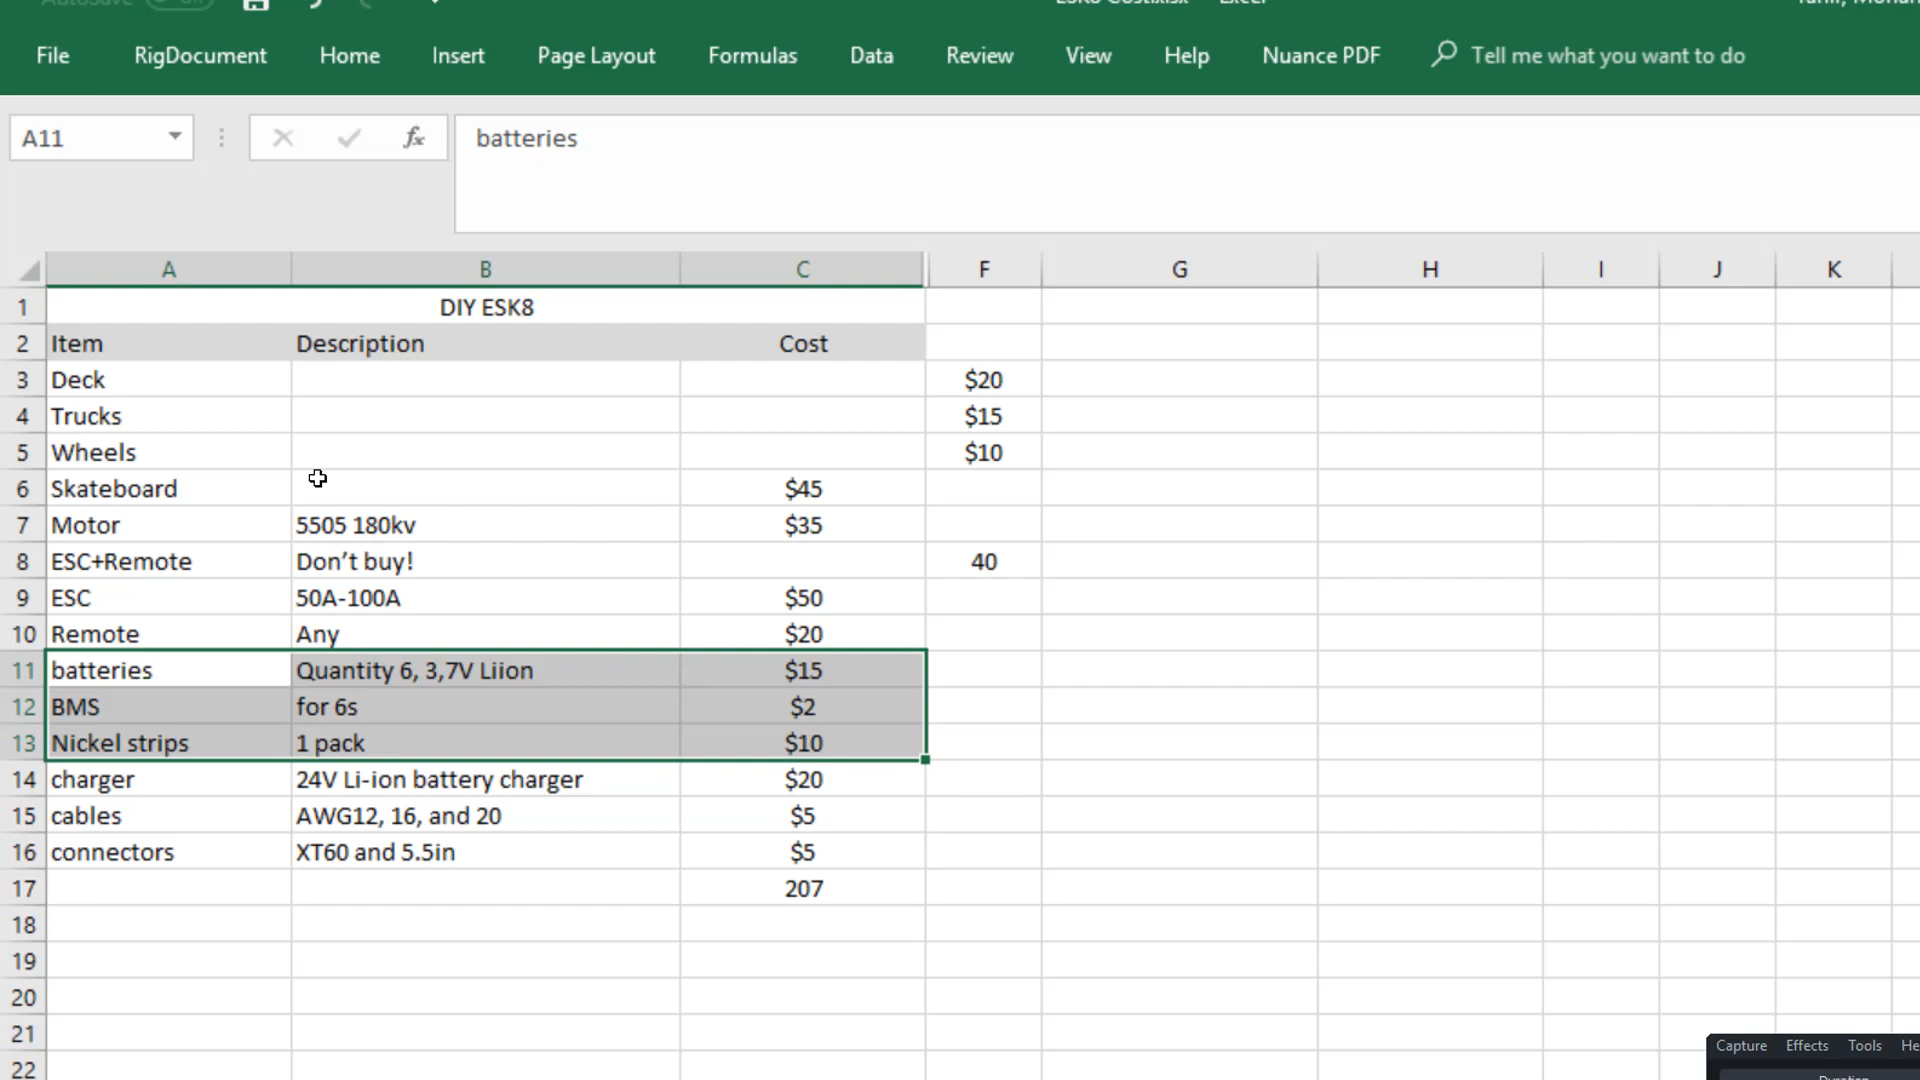 File RigDocument Home Insert Page Layout Formulas Data Review View Help Nuance PDF Tell me what you want to do
A11 fx batteries
A B C F G H I J K
1 DIY ESK8
2 Item Description Cost
3 Deck $20
4 Trucks $15
5 Wheels $10
6 Skateboard $45
7 Motor 5505 180kv $35
8 ESC+Remote Don’t buy! 40
9 ESC 50A-100A $50
10 Remote Any $20
11 batteries Quantity 6, 3,7V Liion $15
12 BMS for 6s $2
13 Nickel strips 1 pack $10
14 charger 24V Li-ion battery charger $20
15 cables AWG12, 16, and 20 $5
16 connectors XT60 and 5.5in $5
17 207
18
19
20
21
22
Capture Effects Tools He